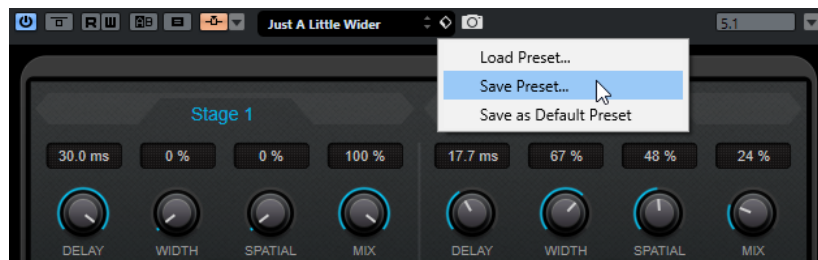 R W AB Just A Little Wider 5.1
Load Preset...
Save Preset...
Save as Default Preset
Stage 1
30.0 ms 0 % 0 % 100 % 17.7 ms 67 % 48 % 24 %
DELAY WIDTH SPATIAL MIX DELAY WIDTH SPATIAL MIX